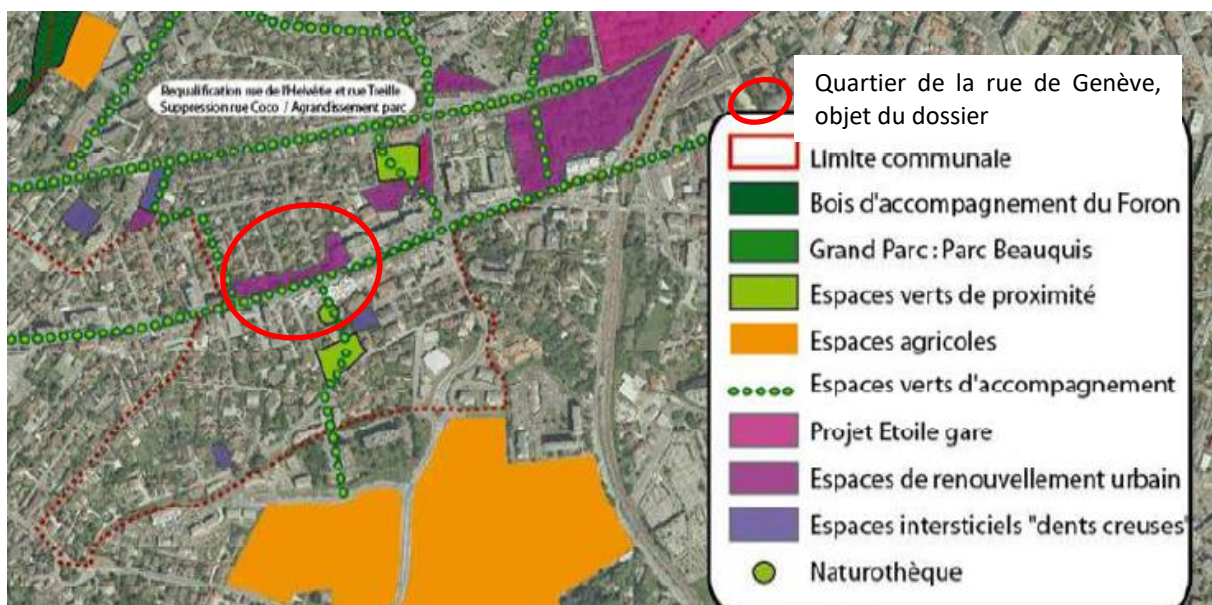 Requalification rue de l'Helvétie et rue Treille
Suppression rue Coco / Agrandissement parc
Quartier de la rue de Genève,
objet du dossier
Limite communale
Bois d'accompagnement du Foron
Grand Parc : Parc Beauquis
Espaces verts de proximité
Espaces agricoles
Espaces verts d'accompagnement
Projet Etoile gare
Espaces de renouvellement urbain
Espaces intersticiels "dents creuses"
Naturothèque